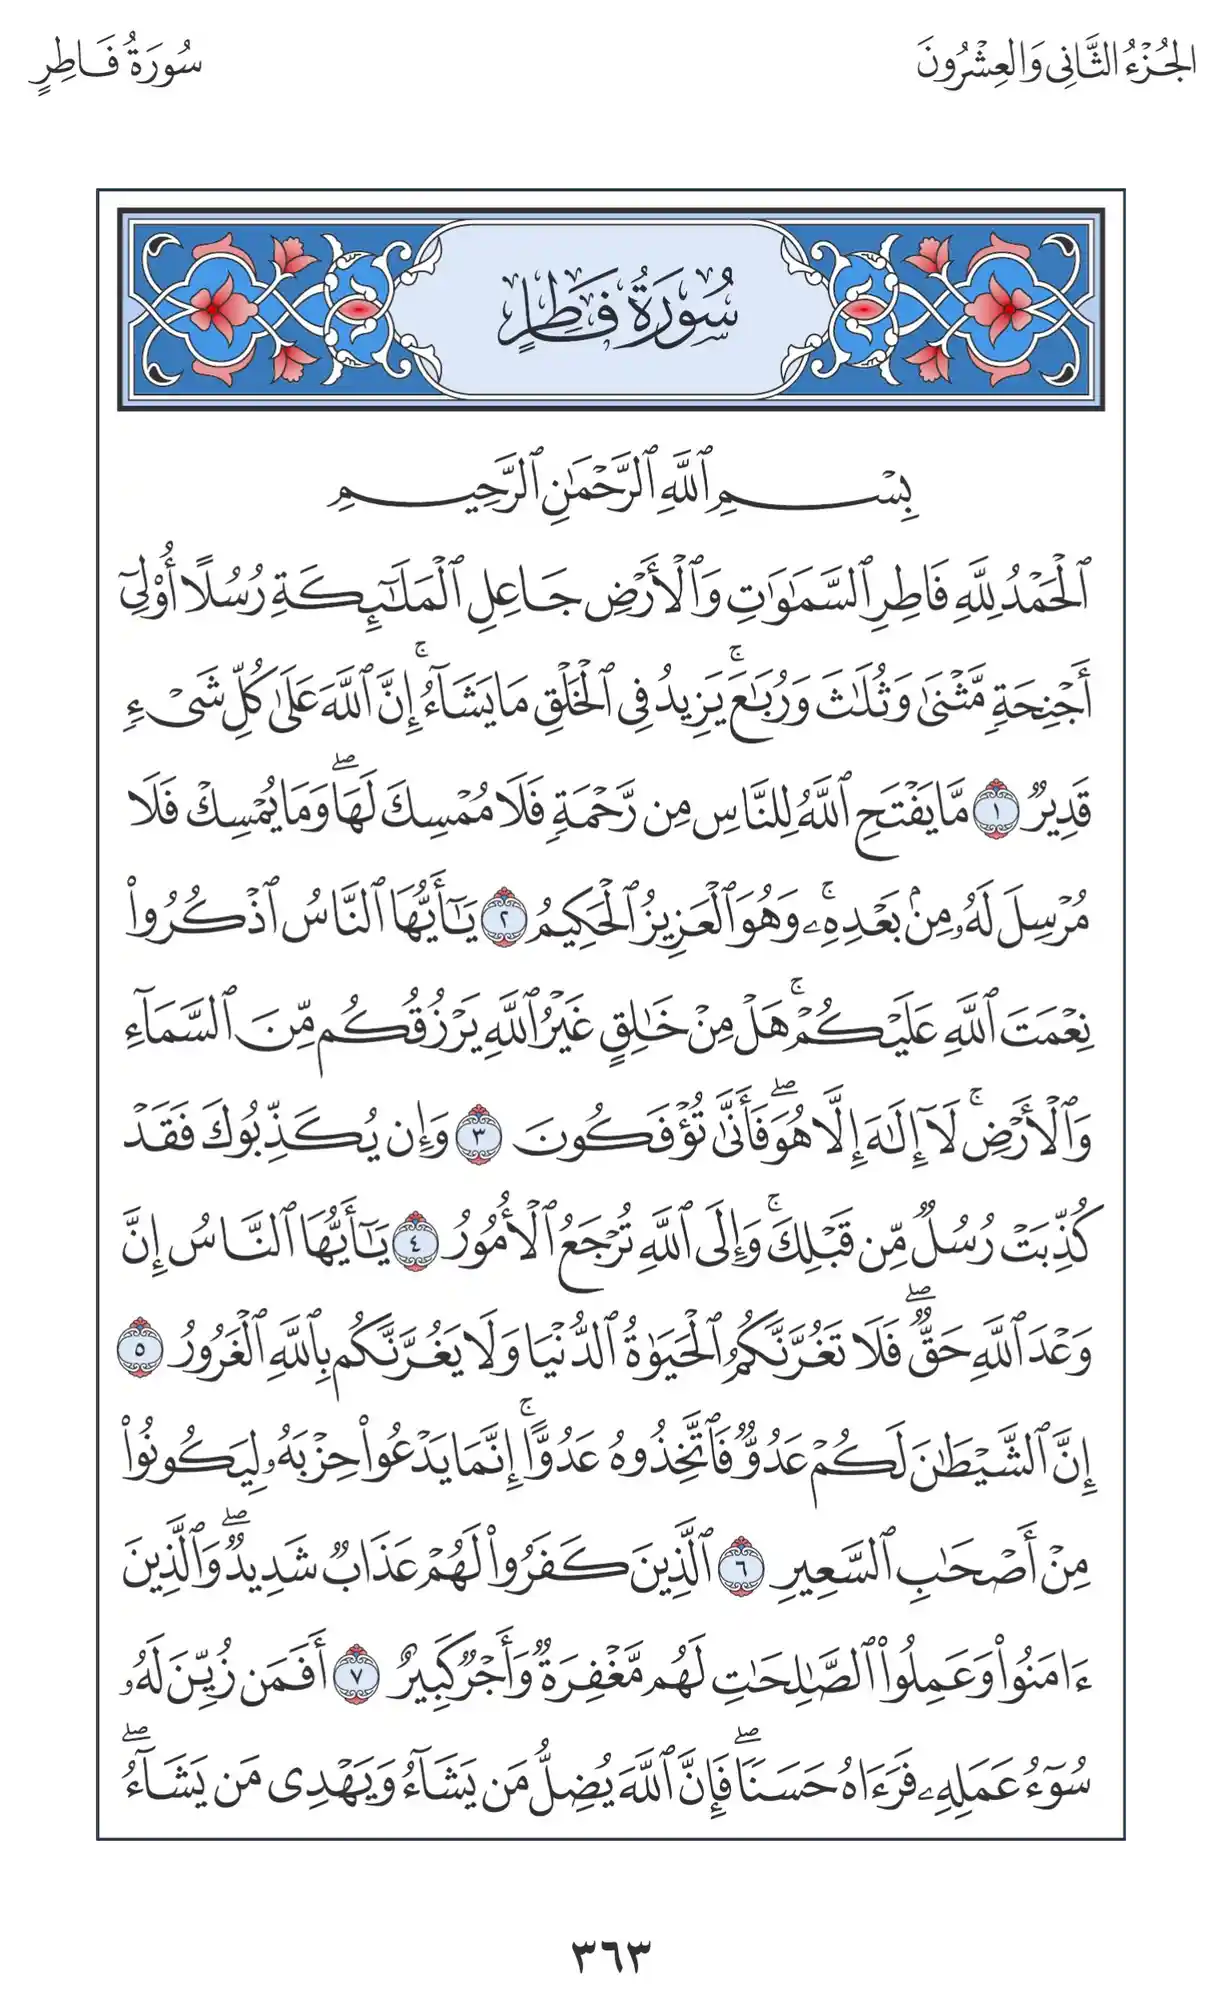 الجُزْءُ الثَّانِي وَالعِشْرُونَ
سُورَةُ فَاطِرٍ
سُورَةُ فَاطِرٍ
بِسْمِ ٱللَّهِ ٱلرَّحْمَٰنِ ٱلرَّحِيمِ
ٱلْحَمْدُ لِلَّهِ فَاطِرِ ٱلسَّمَٰوَٰتِ وَٱلْأَرْضِ جَاعِلِ ٱلْمَلَٰٓئِكَةِ رُسُلًا أُو۟لِىٓ
أَجْنِحَةٍ مَّثْنَىٰ وَثُلَٰثَ وَرُبَٰعَ ۚ يَزِيدُ فِى ٱلْخَلْقِ مَا يَشَآءُ ۚ إِنَّ ٱللَّهَ عَلَىٰ كُلِّ شَىْءٍ
قَدِيرٌ ١ مَّا يَفْتَحِ ٱللَّهُ لِلنَّاسِ مِن رَّحْمَةٍ فَلَا مُمْسِكَ لَهَا ۖ وَمَا يُمْسِكْ فَلَا
مُرْسِلَ لَهُۥ مِنۢ بَعْدِهِۦ ۚ وَهُوَ ٱلْعَزِيزُ ٱلْحَكِيمُ ٢ يَٰٓأَيُّهَا ٱلنَّاسُ ٱذْكُرُوا۟
نِعْمَتَ ٱللَّهِ عَلَيْكُمْ ۚ هَلْ مِنْ خَٰلِقٍ غَيْرُ ٱللَّهِ يَرْزُقُكُم مِّنَ ٱلسَّمَآءِ
وَٱلْأَرْضِ ۚ لَآ إِلَٰهَ إِلَّا هُوَ ۖ فَأَنَّىٰ تُؤْفَكُونَ ٣ وَإِن يُكَذِّبُوكَ فَقَدْ
كُذِّبَتْ رُسُلٌ مِّن قَبْلِكَ ۚ وَإِلَى ٱللَّهِ تُرْجَعُ ٱلْأُمُورُ ٤ يَٰٓأَيُّهَا ٱلنَّاسُ إِنَّ
وَعْدَ ٱللَّهِ حَقٌّ ۖ فَلَا تَغُرَّنَّكُمُ ٱلْحَيَوٰةُ ٱلدُّنْيَا وَلَا يَغُرَّنَّكُم بِٱللَّهِ ٱلْغَرُورُ ٥
إِنَّ ٱلشَّيْطَٰنَ لَكُمْ عَدُوٌّ فَٱتَّخِذُوهُ عَدُوًّا ۚ إِنَّمَا يَدْعُوا۟ حِزْبَهُۥ لِيَكُونُوا۟
مِنْ أَصْحَٰبِ ٱلسَّعِيرِ ٦ ٱلَّذِينَ كَفَرُوا۟ لَهُمْ عَذَابٌ شَدِيدٌ ۖ وَٱلَّذِينَ
ءَامَنُوا۟ وَعَمِلُوا۟ ٱلصَّٰلِحَٰتِ لَهُم مَّغْفِرَةٌ وَأَجْرٌ كَبِيرٌ ٧ أَفَمَن زُيِّنَ لَهُۥ
سُوٓءُ عَمَلِهِۦ فَرَءَاهُ حَسَنًا ۖ فَإِنَّ ٱللَّهَ يُضِلُّ مَن يَشَآءُ وَيَهْدِى مَن يَشَآءُ ۖ
٣٦٣